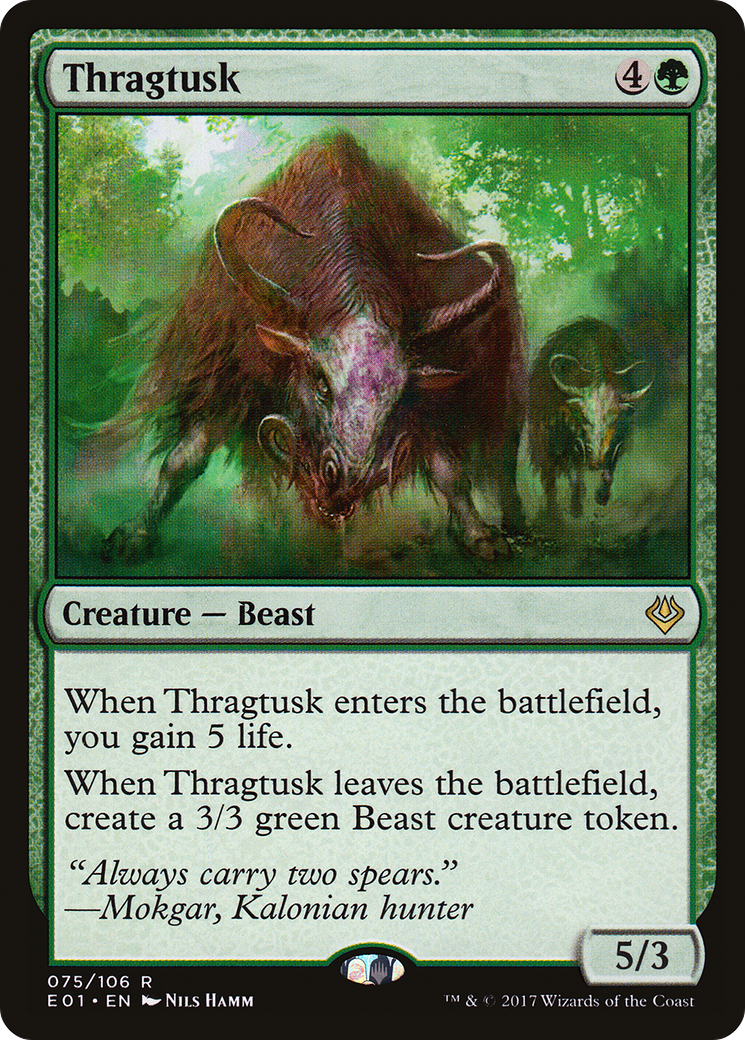 Thragtusk 4
Creature — Beast
When Thragtusk enters the battlefield,
you gain 5 life.
When Thragtusk leaves the battlefield,
create a 3/3 green Beast creature token.
“Always carry two spears.”
—Mokgar, Kalonian hunter
5/3
075/106 R
E01 • EN Nils Hamm ™ & © 2017 Wizards of the Coast